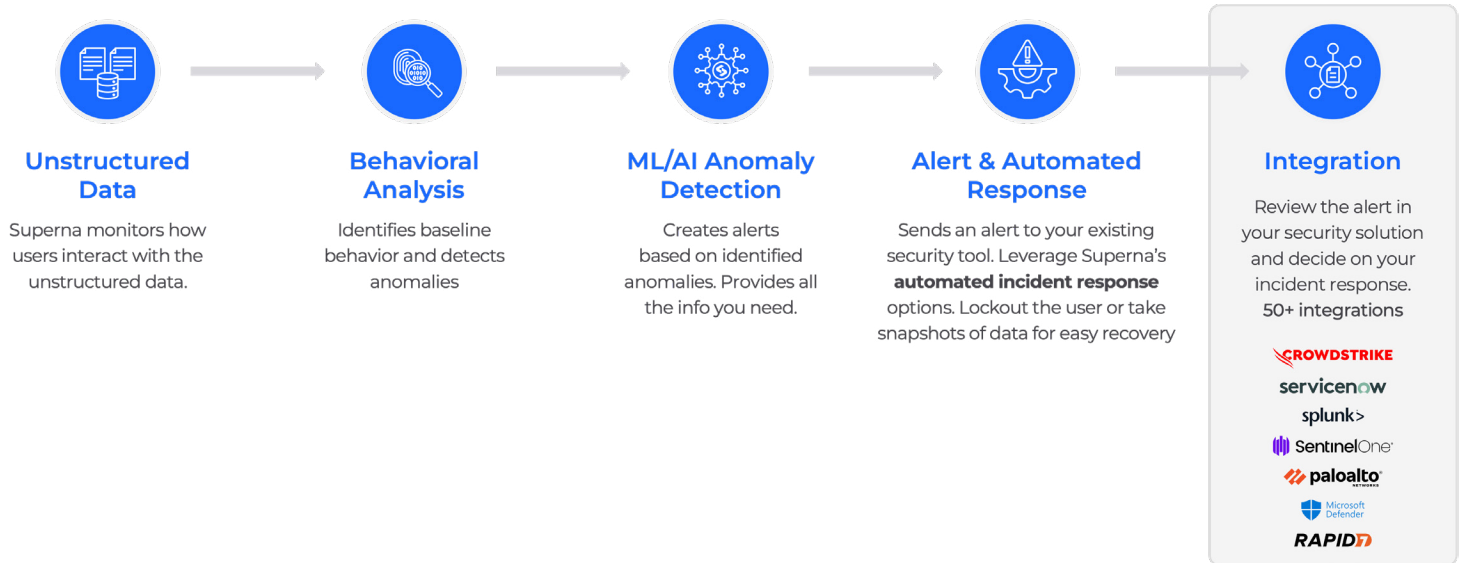 Unstructured
Data
Superna monitors how
users interact with the
unstructured data.
Behavioral
Analysis
Identifies baseline
behavior and detects
anomalies
ML/AI Anomaly
Detection
Creates alerts
based on identified
anomalies. Provides all
the info you need.
Alert & Automated
Response
Sends an alert to your existing
security tool. Leverage Superna’s
automated incident response
options. Lockout the user or take
snapshots of data for easy recovery
Integration
Review the alert in
your security solution
and decide on your
incident response.
50+ integrations
CROWDSTRIKE
servicenow
splunk>
SentinelOne
paloalto
NETWORKS
Microsoft
Defender
RAPID7